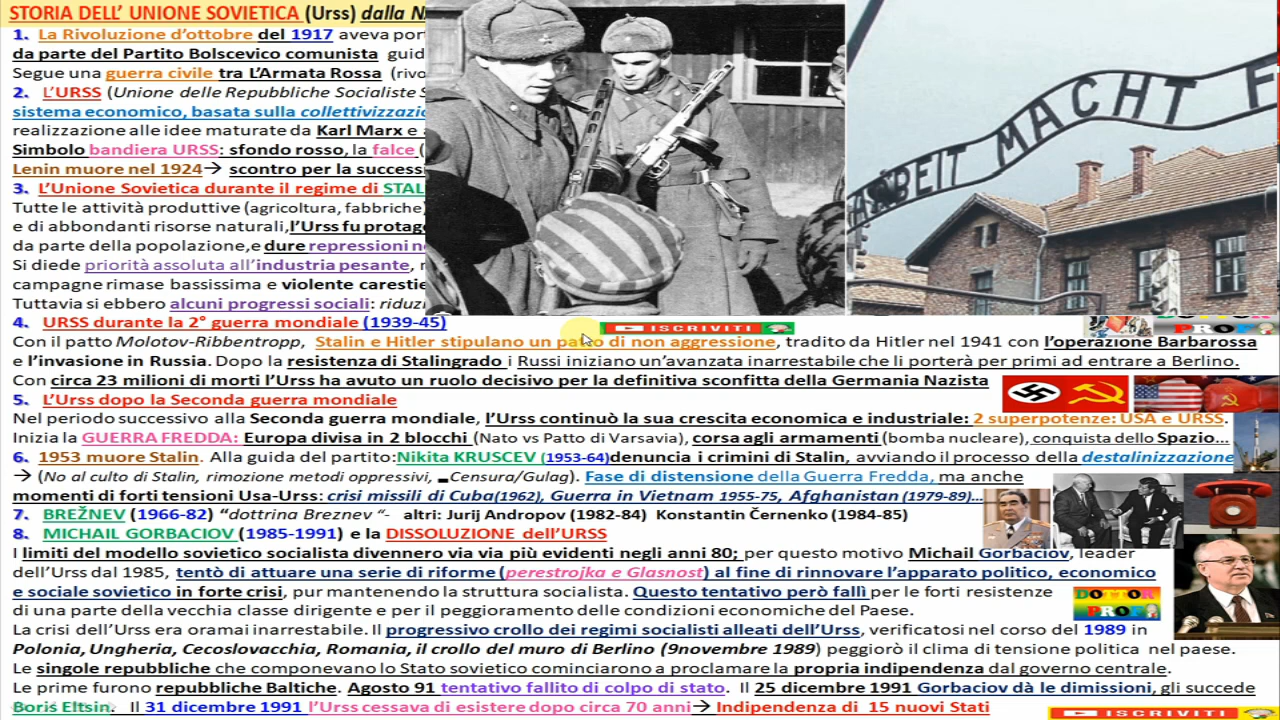 STORIA DELL’ UNIONE SOVIETICA (Urss) dalla N
1. La Rivoluzione d’ottobre del 1917 aveva por
da parte del Partito Bolscevico comunista guid
Segue una guerra civile tra L’Armata Rossa (rivo
2. L’URSS (Unione delle Repubbliche Socialiste S
sistema economico, basata sulla collettivizzazio
realizzazione alle idee maturate da Karl Marx e
Simbolo bandiera URSS: sfondo rosso, la falce (
Lenin muore nel 1924→ scontro per la success
3. L’Unione Sovietica durante il regime di STAL
Tutte le attività produttive (agricoltura, fabbriche)
e di abbondanti risorse naturali,l’Urss fu protag
da parte della popolazione,e dure repressioni ne
Si diede priorità assoluta all’industria pesante,
campagne rimase bassissima e violente carestie
Tuttavia si ebbero alcuni progressi sociali: riduz
ARBEIT MACHT F
4. URSS durante la 2° guerra mondiale (1939-45)
ISCRIVITI
DOTTOR
PROF
Con il patto Molotov-Ribbentropp, Stalin e Hitler stipulano un patto di non aggressione, tradito da Hitler nel 1941 con l’operazione Barbarossa
e l’invasione in Russia. Dopo la resistenza di Stalingrado i Russi iniziano un’avanzata inarrestabile che li porterà per primi ad entrare a Berlino.
Con circa 23 milioni di morti l’Urss ha avuto un ruolo decisivo per la definitiva sconfitta della Germania Nazista
5. L’Urss dopo la Seconda guerra mondiale
Nel periodo successivo alla Seconda guerra mondiale, l’Urss continuò la sua crescita economica e industriale: 2 superpotenze: USA e URSS.
Inizia la GUERRA FREDDA: Europa divisa in 2 blocchi (Nato vs Patto di Varsavia), corsa agli armamenti (bomba nucleare), conquista dello Spazio...
6. 1953 muore Stalin. Alla guida del partito:Nikita KRUSCEV (1953-64)denuncia i crimini di Stalin, avviando il processo della destalinizzazione
→ (No al culto di Stalin, rimozione metodi oppressivi, -Censura/Gulag). Fase di distensione della Guerra Fredda, ma anche
momenti di forti tensioni Usa-Urss: crisi missili di Cuba(1962), Guerra in Vietnam 1955-75, Afghanistan (1979-89)...
7. BREŽNEV (1966-82) “dottrina breznev “- altri: Jurij Andropov (1982-84) Konstantin Černenko (1984-85)
8. MICHAIL GORBACIOV (1985-1991) e la DISSOLUZIONE dell’URSS
I limiti del modello sovietico socialista divennero via via più evidenti negli anni 80; per questo motivo Michail Gorbaciov, leader
dell’Urss dal 1985, tentò di attuare una serie di riforme (perestrojka e Glasnost) al fine di rinnovare l’apparato politico, economico
e sociale sovietico in forte crisi, pur mantenendo la struttura socialista. Questo tentativo però fallì per le forti resistenze
di una parte della vecchia classe dirigente e per il peggioramento delle condizioni economiche del Paese.
DOTTOR
PROF
La crisi dell’Urss era oramai inarrestabile. Il progressivo crollo dei regimi socialisti alleati dell’Urss, verificatosi nel corso del 1989 in
Polonia, Ungheria, Cecoslovacchia, Romania, il crollo del muro di Berlino (9novembre 1989) peggiorò il clima di tensione politica nel paese.
Le singole repubbliche che componevano lo Stato sovietico cominciarono a proclamare la propria indipendenza dal governo centrale.
Le prime furono repubbliche Baltiche. Agosto 91 tentativo fallito di colpo di stato. Il 25 dicembre 1991 Gorbaciov dà le dimissioni, gli succede
Boris Eltsin. Il 31 dicembre 1991 l’Urss cessava di esistere dopo circa 70 anni→ Indipendenza di 15 nuovi Stati
ISCRIVITI